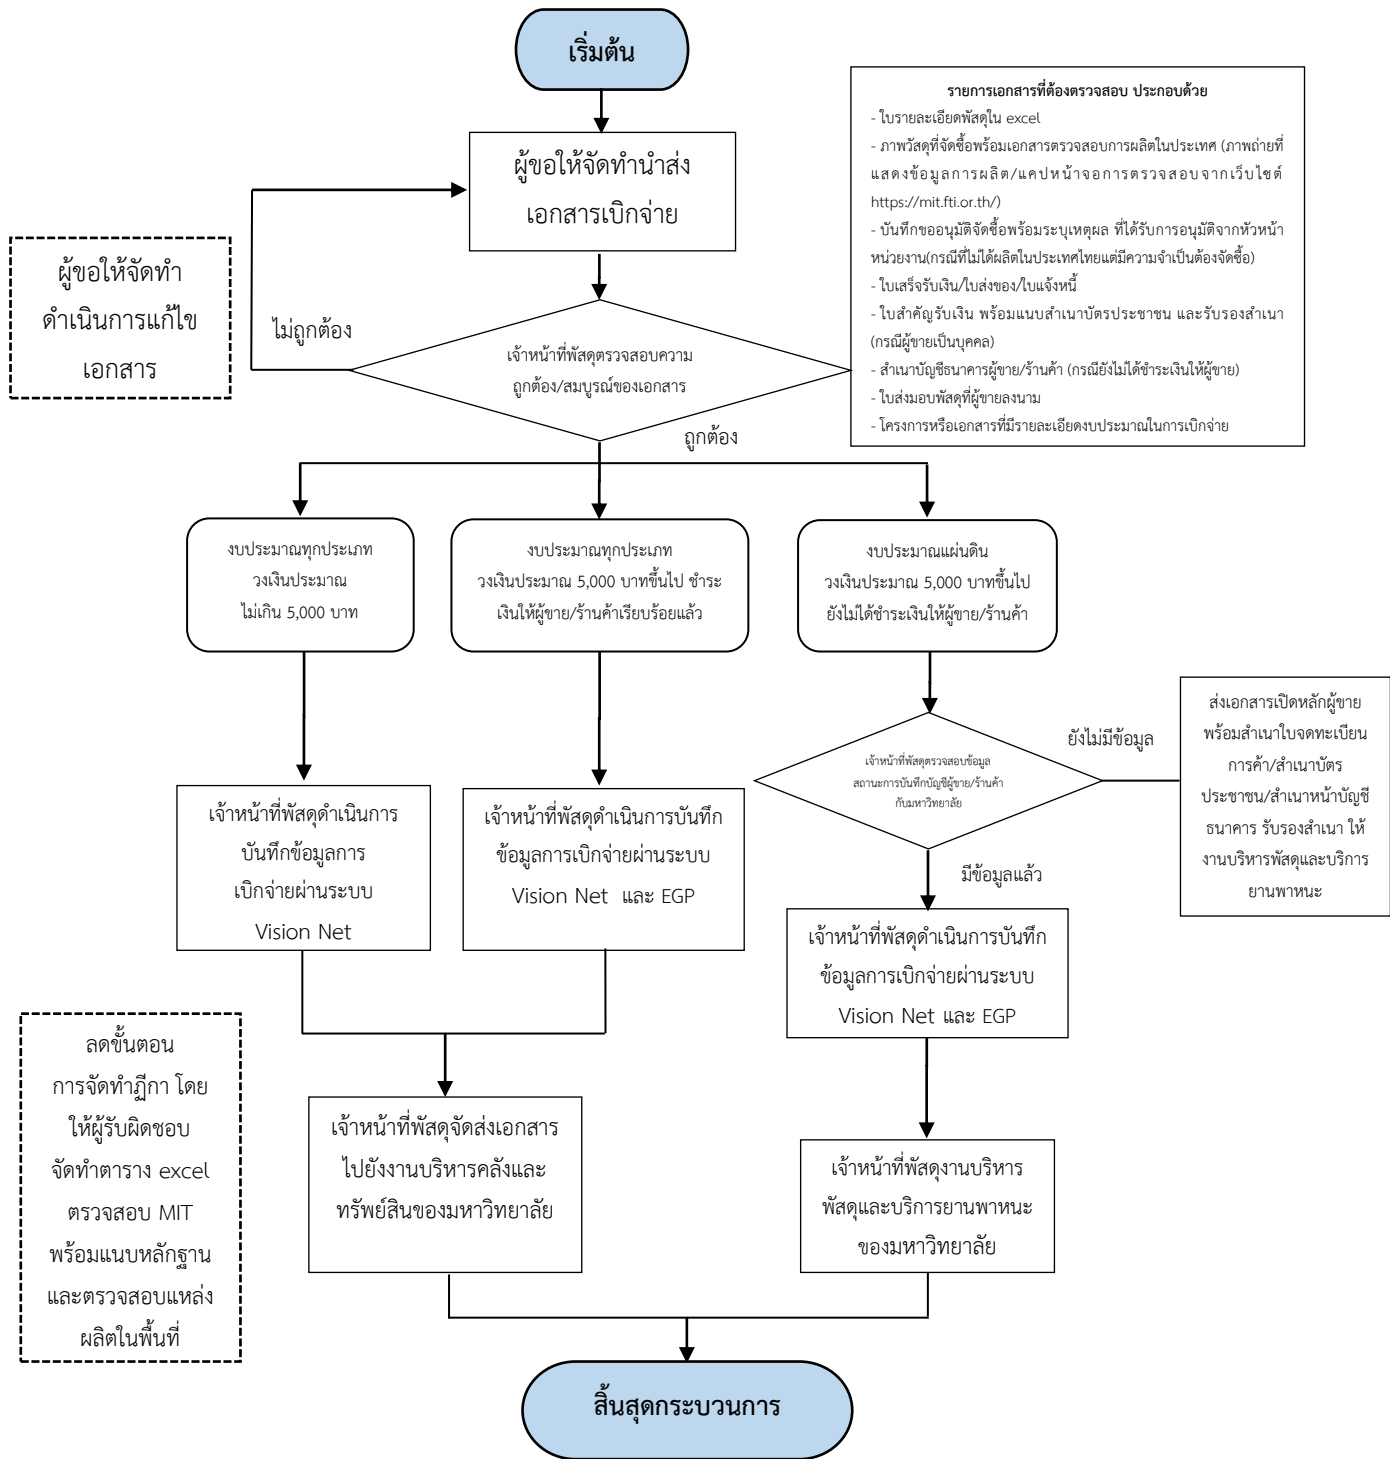 เริ่มต้น
รายการเอกสารที่ต้องตรวจสอบ ประกอบด้วย
- ใบรายละเอียดพัสดุใน excel
- ภาพวัสดุที่จัดซื้อพร้อมเอกสารตรวจสอบการผลิตในประเทศ (ภาพถ่ายที่
แสดงข้อมูลการผลิต/แคปหน้าจอการตรวจสอบจากเว็บไซต์
https://mit.fti.or.th/)
- บันทึกขออนุมัติจัดซื้อพร้อมระบุเหตุผล ที่ได้รับการอนุมัติจากหัวหน้า
หน่วยงาน(กรณีที่ไม่ได้ผลิตในประเทศไทยแต่มีความจำเป็นต้องจัดซื้อ)
- ใบเสร็จรับเงิน/ใบส่งของ/ใบแจ้งหนี้
- ใบสำคัญรับเงิน พร้อมแนบสำเนาบัตรประชาชน และรับรองสำเนา
(กรณีผู้ขายเป็นบุคคล)
- สำเนาบัญชีธนาคารผู้ขาย/ร้านค้า (กรณียังไม่ได้ชำระเงินให้ผู้ขาย)
- ใบส่งมอบพัสดุที่ผู้ขายลงนาม
- โครงการหรือเอกสารที่มีรายละเอียดงบประมาณในการเบิกจ่าย
ผู้ขอให้จัดทำนำส่ง
เอกสารเบิกจ่าย
ผู้ขอให้จัดทำ
ดำเนินการแก้ไข
เอกสาร
ไม่ถูกต้อง
เจ้าหน้าที่พัสดุตรวจสอบความ
ถูกต้อง/สมบูรณ์ของเอกสาร
ถูกต้อง
งบประมาณทุกประเภท
วงเงินประมาณ
ไม่เกิน 5,000 บาท
งบประมาณทุกประเภท
วงเงินประมาณ 5,000 บาทขึ้นไป ชำระ
เงินให้ผู้ขาย/ร้านค้าเรียบร้อยแล้ว
งบประมาณแผ่นดิน
วงเงินประมาณ 5,000 บาทขึ้นไป
ยังไม่ได้ชำระเงินให้ผู้ขาย/ร้านค้า
เจ้าหน้าที่พัสดุตรวจสอบข้อมูล
สถานะการบันทึกบัญชีผู้ขาย/ร้านค้า
กับมหาวิทยาลัย
ยังไม่มีข้อมูล
ส่งเอกสารเปิดหลักผู้ขาย
พร้อมสำเนาใบจดทะเบียน
การค้า/สำเนาบัตร
ประชาชน/สำเนาหน้าบัญชี
ธนาคาร รับรองสำเนา ให้
งานบริหารพัสดุและบริการ
ยานพาหนะ
มีข้อมูลแล้ว
เจ้าหน้าที่พัสดุดำเนินการ
บันทึกข้อมูลการ
เบิกจ่ายผ่านระบบ
Vision Net
เจ้าหน้าที่พัสดุดำเนินการบันทึก
ข้อมูลการเบิกจ่ายผ่านระบบ
Vision Net และ EGP
เจ้าหน้าที่พัสดุดำเนินการบันทึก
ข้อมูลการเบิกจ่ายผ่านระบบ
Vision Net และ EGP
ลดขั้นตอน
การจัดทำฎีกา โดย
ให้ผู้รับผิดชอบ
จัดทำตาราง excel
ตรวจสอบ MIT
พร้อมแนบหลักฐาน
และตรวจสอบแหล่ง
ผลิตในพื้นที่
เจ้าหน้าที่พัสดุจัดส่งเอกสาร
ไปยังงานบริหารคลังและ
ทรัพย์สินของมหาวิทยาลัย
เจ้าหน้าที่พัสดุงานบริหาร
พัสดุและบริการยานพาหนะ
ของมหาวิทยาลัย
สิ้นสุดกระบวนการ